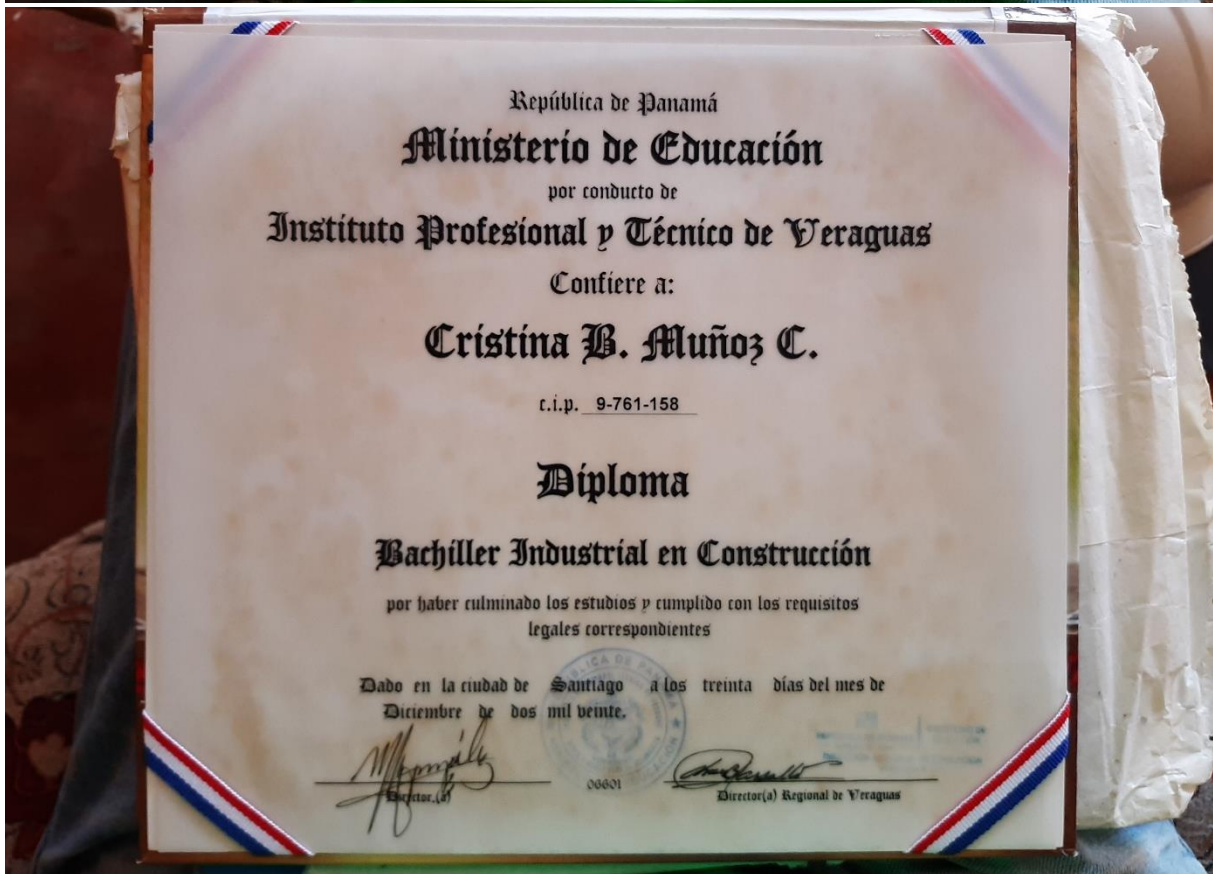 República de Panamá
Ministerio de Educación
por conducto de
Instituto Profesional y Técnico de Veraguas
Confiere a:
Cristina B. Muñoz C.
c.i.p. 9-761-158
Diploma
Bachiller Industrial en Construcción
por haber culminado los estudios y cumplido con los requisitos
legales correspondientes
Dado en la ciudad de Santiago a los treinta días del mes de
Diciembre de dos mil veinte.
06601
Director.(a)
Director(a) Regional de Veraguas